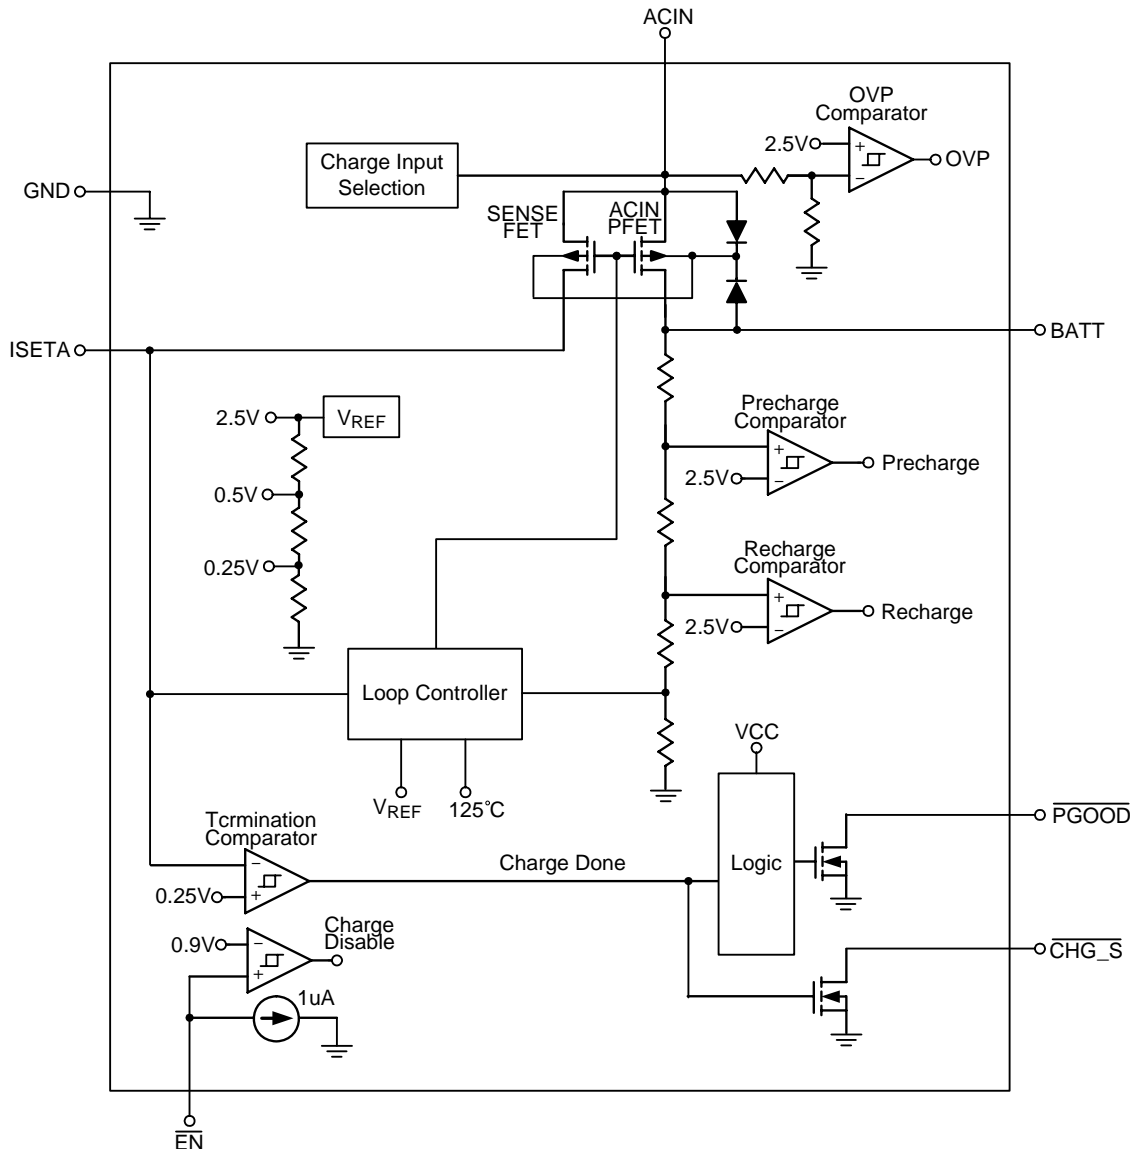 ACIN
OVP
Comparator
2.5V
+
−
OVP
Charge Input
Selection
GND
SENSE
FET
ACIN
PFET
ISETA
BATT
2.5V
VREF
0.5V
0.25V
Precharge
Comparator
+
−
2.5V
Precharge
Recharge
Comparator
+
−
2.5V
Recharge
Loop Controller
VREF
125℃
VCC
Logic
PGOOD
Tcrmination
Comparator
−
+
0.25V
Charge Done
Charge
Disable
0.9V
−
+
CHG_S
1uA
EN